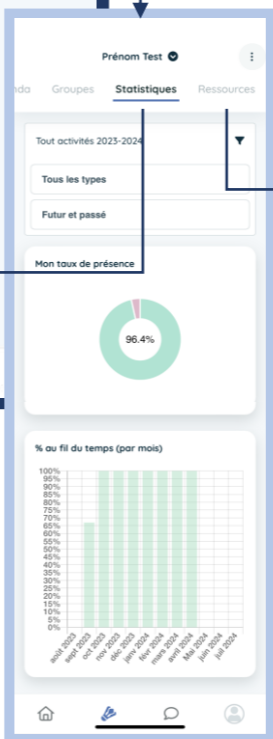 Prénom Test
nda Groupes Statistiques Ressources
Tout activités 2023-2024
Tous les types
Futur et passé
Mon taux de présence
96.4%
% au fil du temps (par mois)
100%
95%
90%
85%
80%
75%
70%
65%
60%
55%
50%
45%
40%
35%
30%
25%
20%
15%
10%
5%
0%
août 2023
sept 2023
oct 2023
nov 2023
déc 2023
janv 2024
févr 2024
mars 2024
avril 2024
Mai 2024
juin 2024
juil 2024